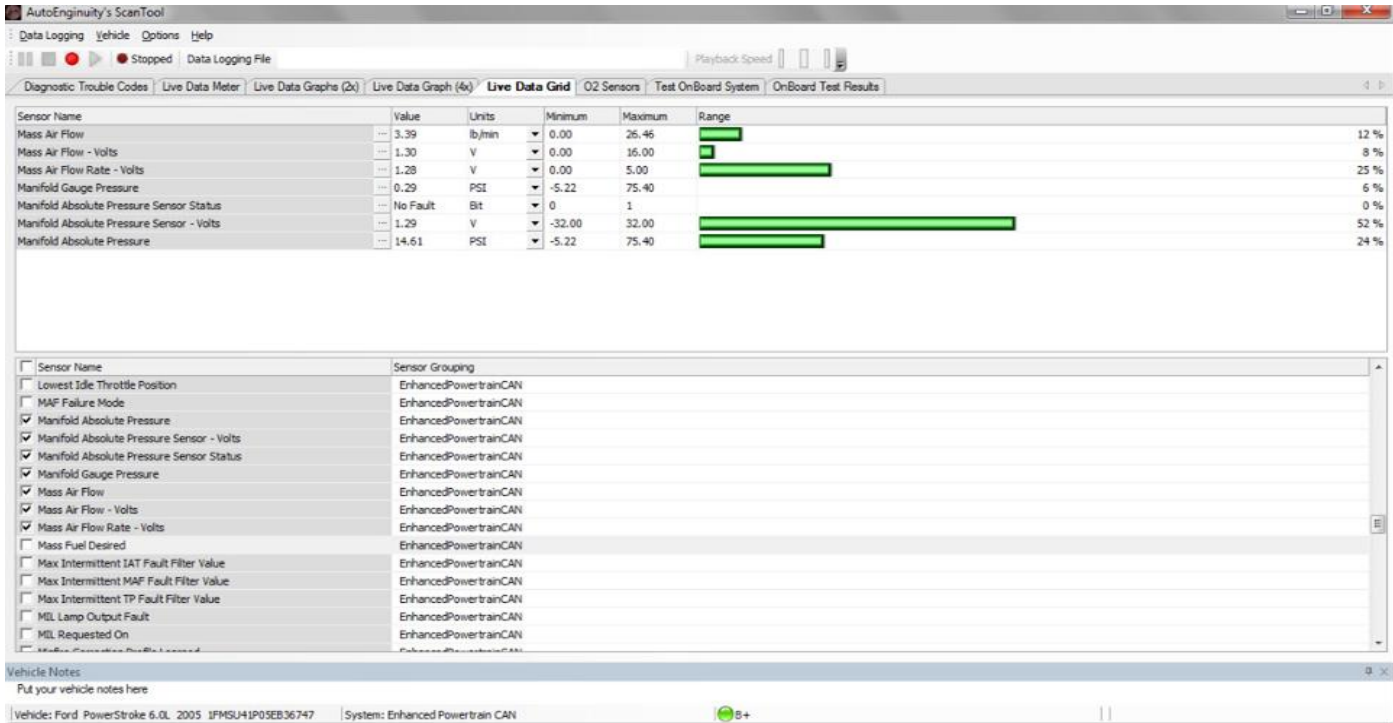 AutoEnginuity's ScanTool
Data Logging Vehicle Options Help
Stopped Data Logging File Playback Speed
Diagnostic Trouble Codes Live Data Meter Live Data Graphs (2x) Live Data Graph (4x) Live Data Grid O2 Sensors Test OnBoard System OnBoard Test Results
Sensor Name Value Units Minimum Maximum Range
Mass Air Flow ... 3.39 lb/min 0.00 26.46 12 %
Mass Air Flow - Volts ... 1.30 V 0.00 16.00 8 %
Mass Air Flow Rate - Volts ... 1.28 V 0.00 5.00 25 %
Manifold Gauge Pressure ... 0.29 PSI -5.22 75.40 6 %
Manifold Absolute Pressure Sensor Status ... No Fault Bit 0 1 0 %
Manifold Absolute Pressure Sensor - Volts ... 1.29 V -32.00 32.00 52 %
Manifold Absolute Pressure ... 14.61 PSI -5.22 75.40 24 %
Sensor Name Sensor Grouping
Lowest Idle Throttle Position EnhancedPowertrainCAN
MAF Failure Mode EnhancedPowertrainCAN
Manifold Absolute Pressure EnhancedPowertrainCAN
Manifold Absolute Pressure Sensor - Volts EnhancedPowertrainCAN
Manifold Absolute Pressure Sensor Status EnhancedPowertrainCAN
Manifold Gauge Pressure EnhancedPowertrainCAN
Mass Air Flow EnhancedPowertrainCAN
Mass Air Flow - Volts EnhancedPowertrainCAN
Mass Air Flow Rate - Volts EnhancedPowertrainCAN
Mass Fuel Desired EnhancedPowertrainCAN
Max Intermittent IAT Fault Filter Value EnhancedPowertrainCAN
Max Intermittent MAF Fault Filter Value EnhancedPowertrainCAN
Max Intermittent TP Fault Filter Value EnhancedPowertrainCAN
MIL Lamp Output Fault EnhancedPowertrainCAN
MIL Requested On EnhancedPowertrainCAN
Vehicle Notes
Put your vehicle notes here
Vehicle: Ford PowerStroke 6.0L 2005 1FMSU41P05EB36747 System: Enhanced Powertrain CAN B+